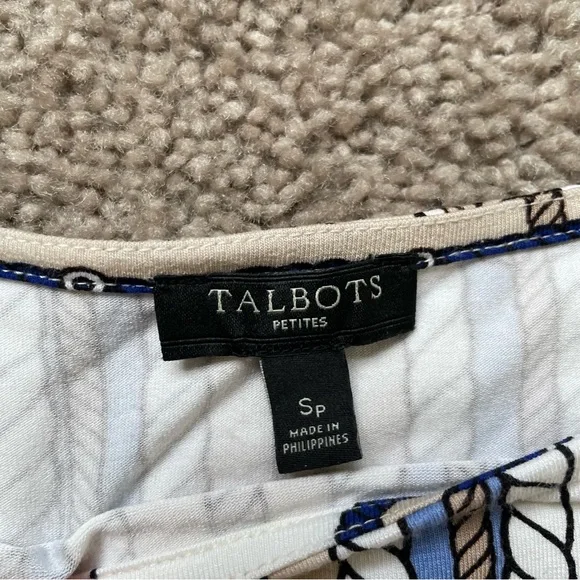 TALBOTS
PETITES
SP
MADE IN
PHILIPPINES